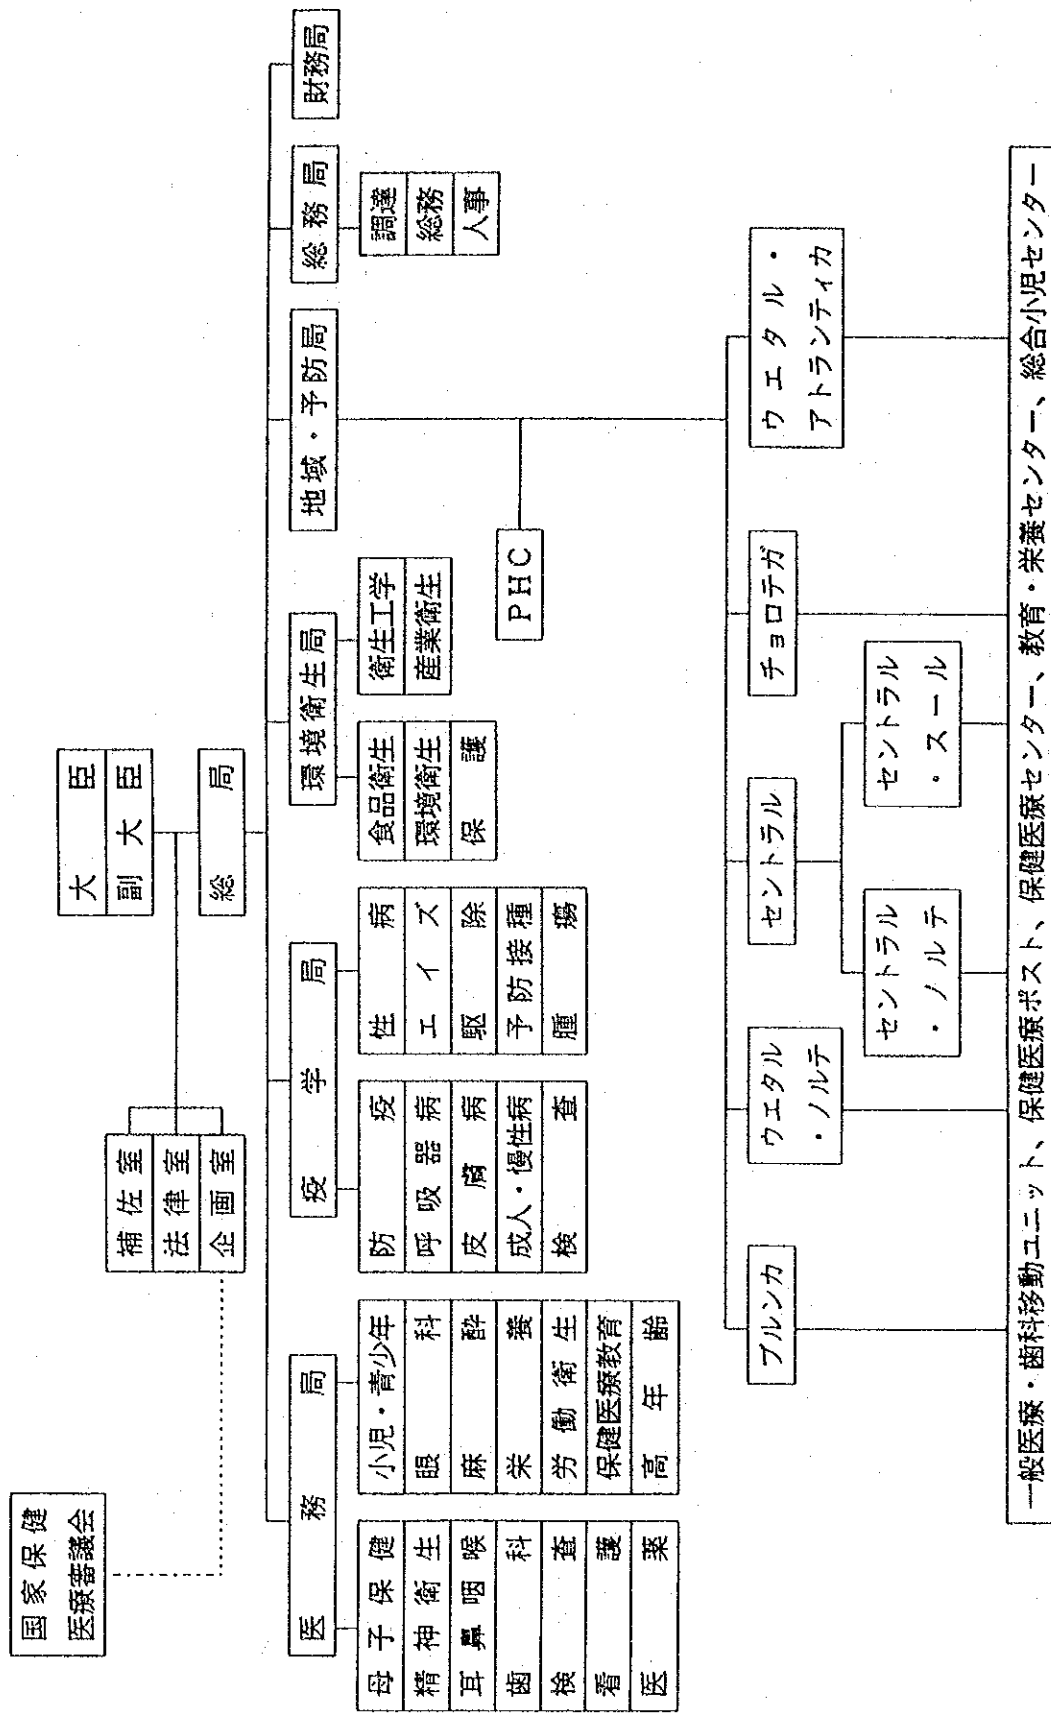 国家保健
医療審議会
大臣
副大臣
補佐室
法律室
企画室
総局
医務局
疫学局
環境衛生局
地域・予防局
総務局
財務局
母子保健
精神衛生
耳鼻咽喉
歯科
検査
看護
医薬
小児・青少年
眼科
麻酔
栄養
労働衛生
保健医療教育
高年齢
防疫
呼吸器病
皮膚病
成人・慢性病
検査
性病
エイズ
駆除
予防接種
腫瘍
食品衛生
環境衛生
保護
衛生工学
産業衛生
調達
総務
人事
PHC
ブルンカ
ウエタル
・ノルテ
セントラル
チョロテガ
ウエタル・
アトランティカ
セントラル
・ノルテ
セントラル
・スール
一般医療・歯科移動ユニット、保健医療ポスト、保健医療センター、教育・栄養センター、総合小児センター